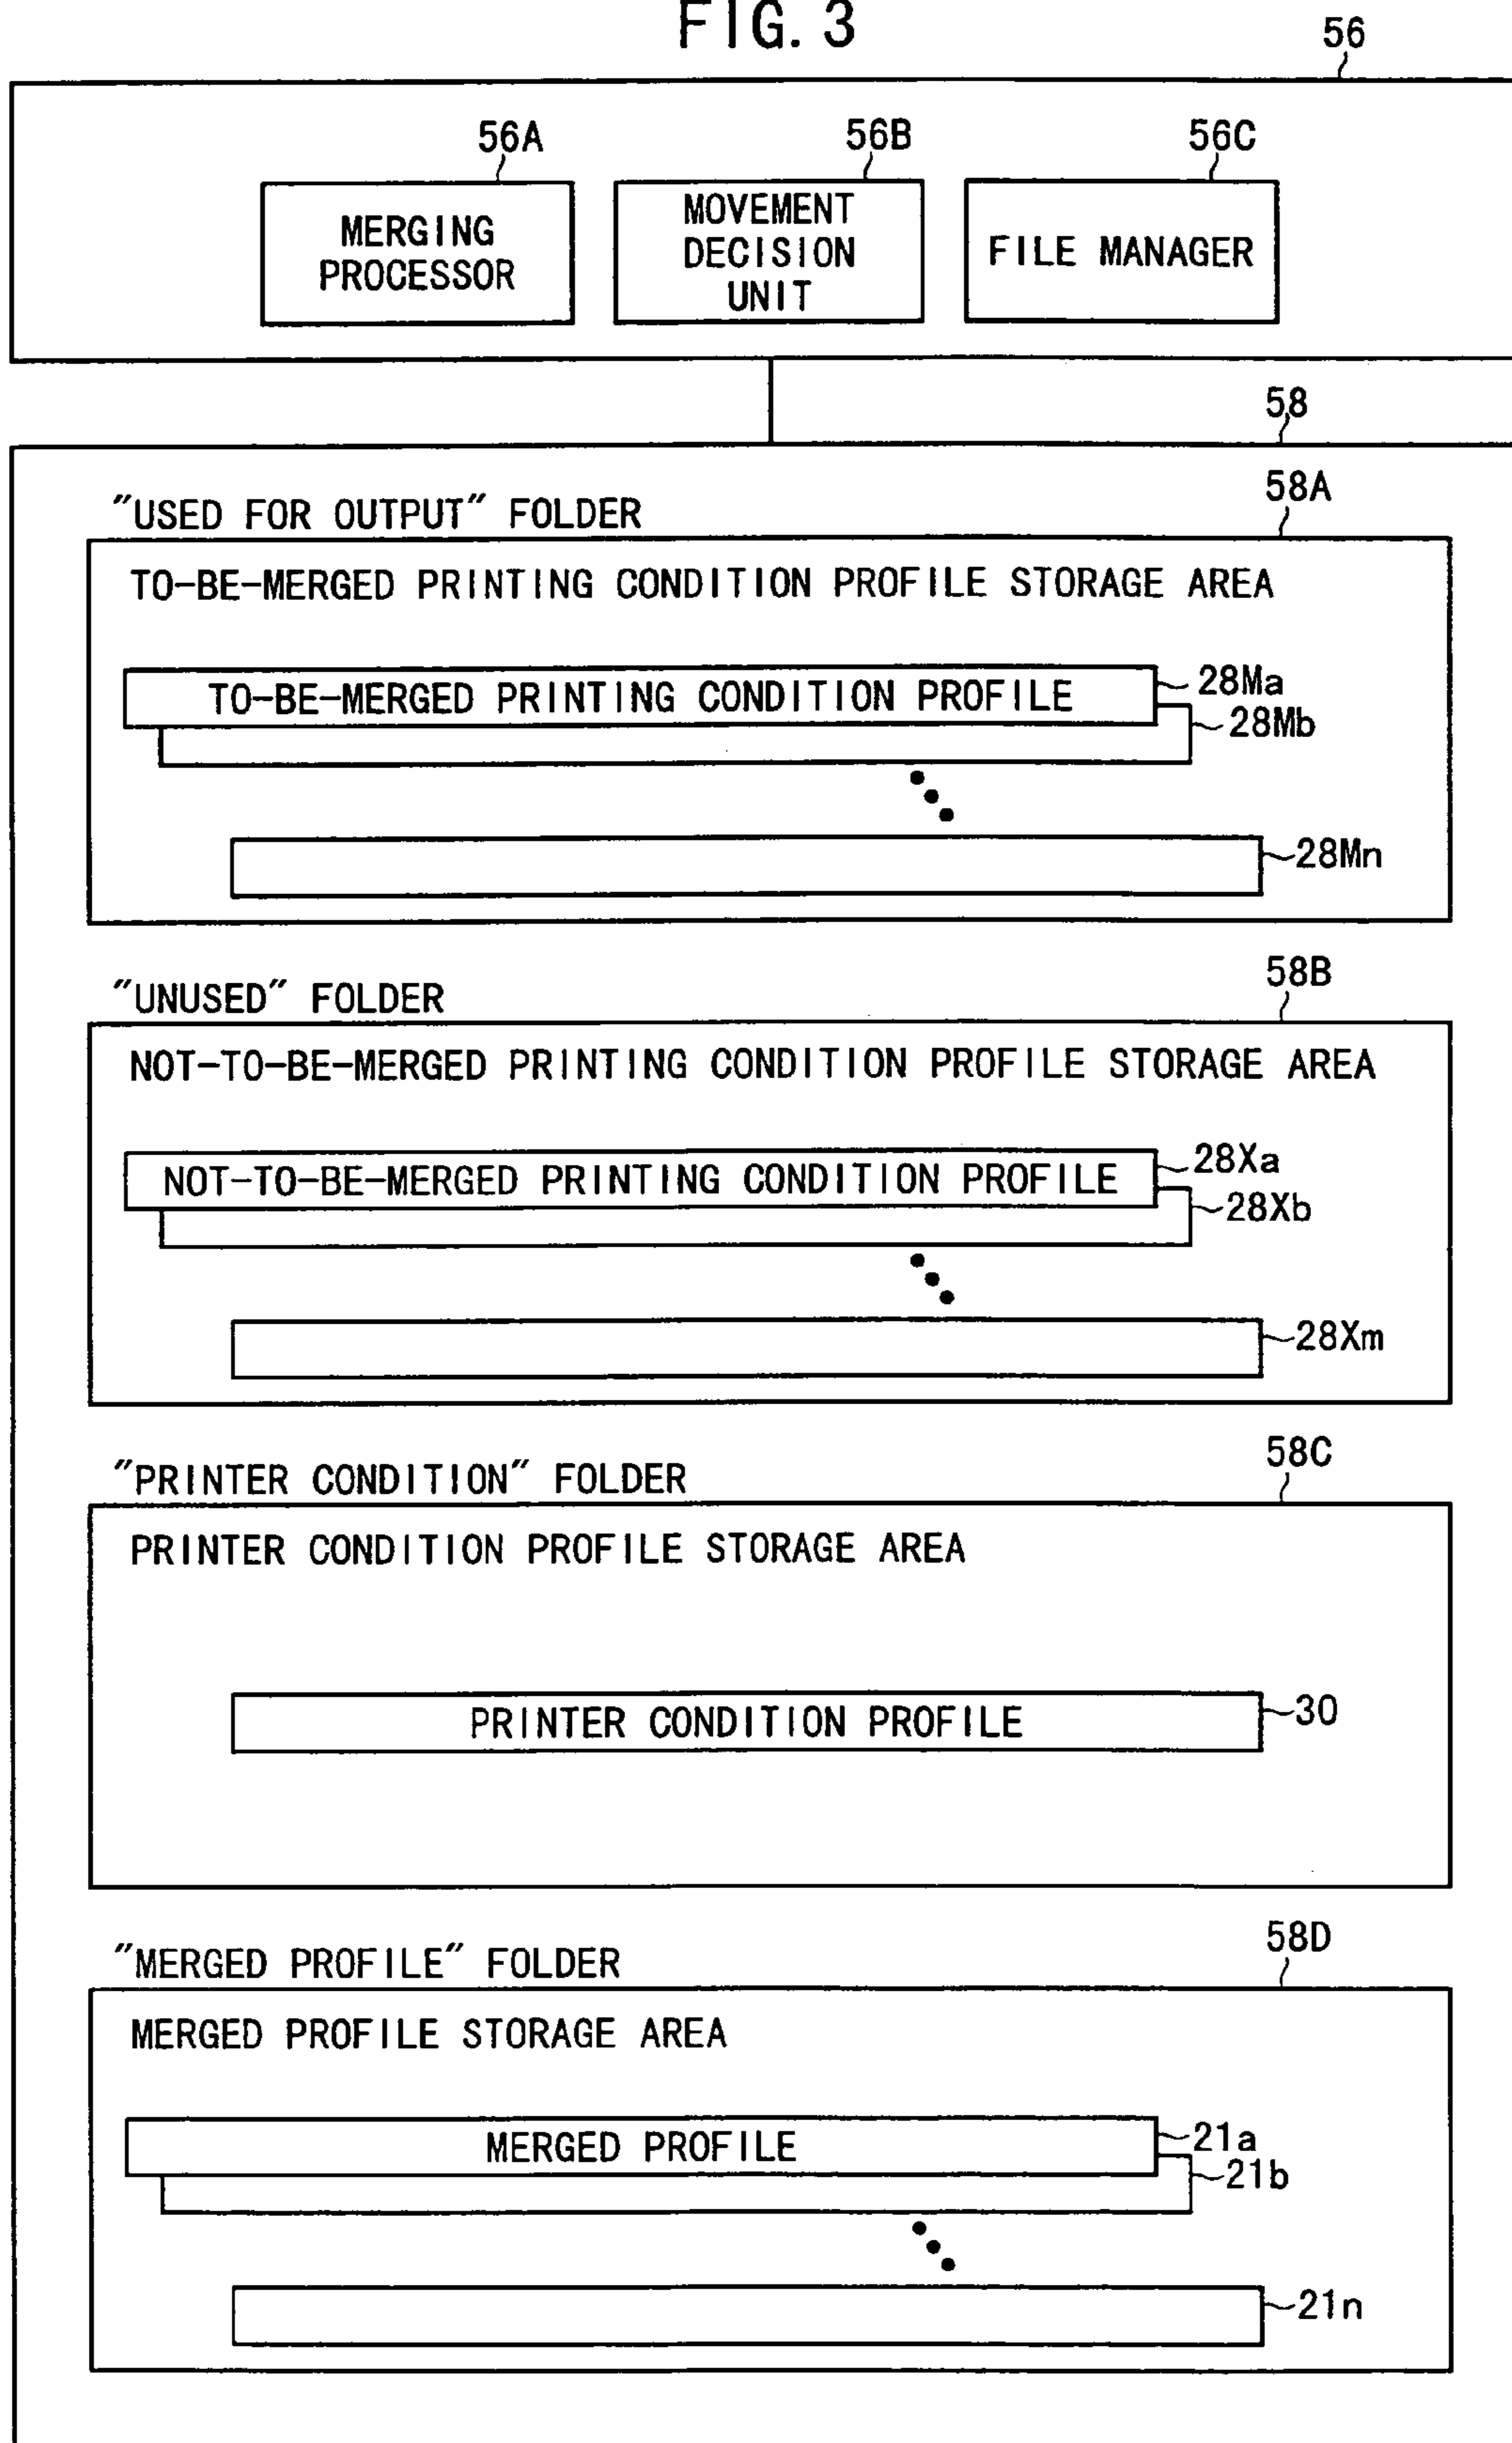 FIG. 3
56
56A
56B
56C
MERGING
PROCESSOR
MOVEMENT
DECISION
UNIT
FILE MANAGER
58
"USED FOR OUTPUT" FOLDER
58A
TO-BE-MERGED PRINTING CONDITION PROFILE STORAGE AREA
TO-BE-MERGED PRINTING CONDITION PROFILE
28Ma
28Mb
28Mn
"UNUSED" FOLDER
58B
NOT-TO-BE-MERGED PRINTING CONDITION PROFILE STORAGE AREA
NOT-TO-BE-MERGED PRINTING CONDITION PROFILE
28Xa
28Xb
28Xm
"PRINTER CONDITION" FOLDER
58C
PRINTER CONDITION PROFILE STORAGE AREA
PRINTER CONDITION PROFILE
30
"MERGED PROFILE" FOLDER
58D
MERGED PROFILE STORAGE AREA
MERGED PROFILE
21a
21b
21n